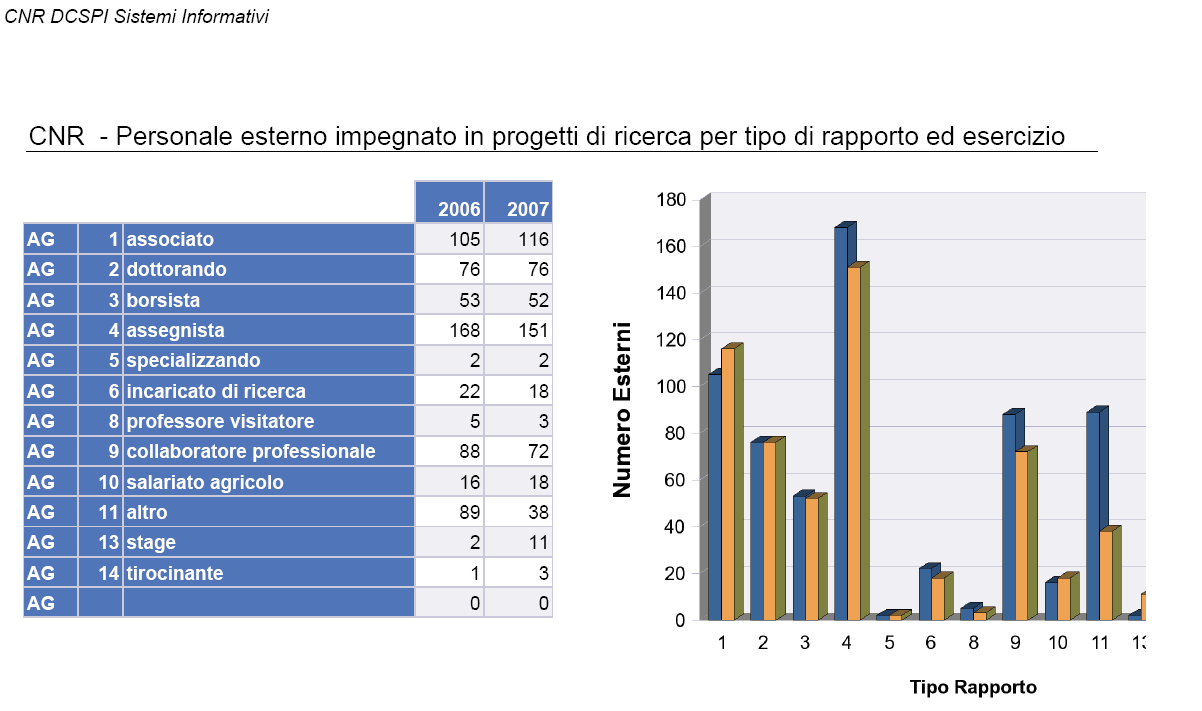 CNR DCSPI Sistemi Informativi
CNR - Personale esterno impegnato in progetti di ricerca per tipo di rapporto ed esercizio
2006 2007
AG 1 associato 105 116
AG 2 dottorando 76 76
AG 3 borsista 53 52
AG 4 assegnista 168 151
AG 5 specializzando 2 2
AG 6 incaricato di ricerca 22 18
AG 8 professore visitatore 5 3
AG 9 collaboratore professionale 88 72
AG 10 salariato agricolo 16 18
AG 11 altro 89 38
AG 13 stage 2 11
AG 14 tirocinante 1 3
AG 0 0
Numero Esterni
180
160
140
120
100
80
60
40
20
0
1 2 3 4 5 6 8 9 10 11 13
Tipo Rapporto